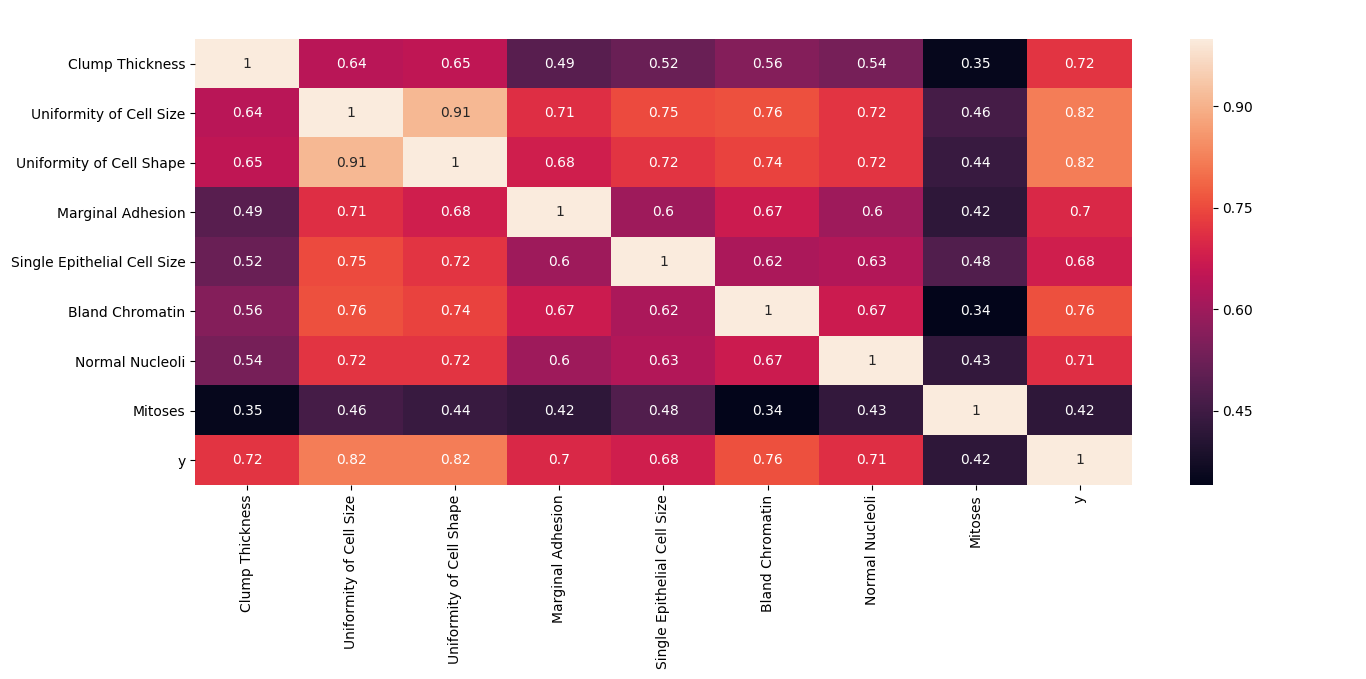 Clump Thickness 1 0.64 0.65 0.49 0.52 0.56 0.54 0.35 0.72
Uniformity of Cell Size 0.64 1 0.91 0.71 0.75 0.76 0.72 0.46 0.82
Uniformity of Cell Shape 0.65 0.91 1 0.68 0.72 0.74 0.72 0.44 0.82
Marginal Adhesion 0.49 0.71 0.68 1 0.6 0.67 0.6 0.42 0.7
Single Epithelial Cell Size 0.52 0.75 0.72 0.6 1 0.62 0.63 0.48 0.68
Bland Chromatin 0.56 0.76 0.74 0.67 0.62 1 0.67 0.34 0.76
Normal Nucleoli 0.54 0.72 0.72 0.6 0.63 0.67 1 0.43 0.71
Mitoses 0.35 0.46 0.44 0.42 0.48 0.34 0.43 1 0.42
y 0.72 0.82 0.82 0.7 0.68 0.76 0.71 0.42 1
Clump Thickness
Uniformity of Cell Size
Uniformity of Cell Shape
Marginal Adhesion
Single Epithelial Cell Size
Bland Chromatin
Normal Nucleoli
Mitoses
y
0.90
0.75
0.60
0.45